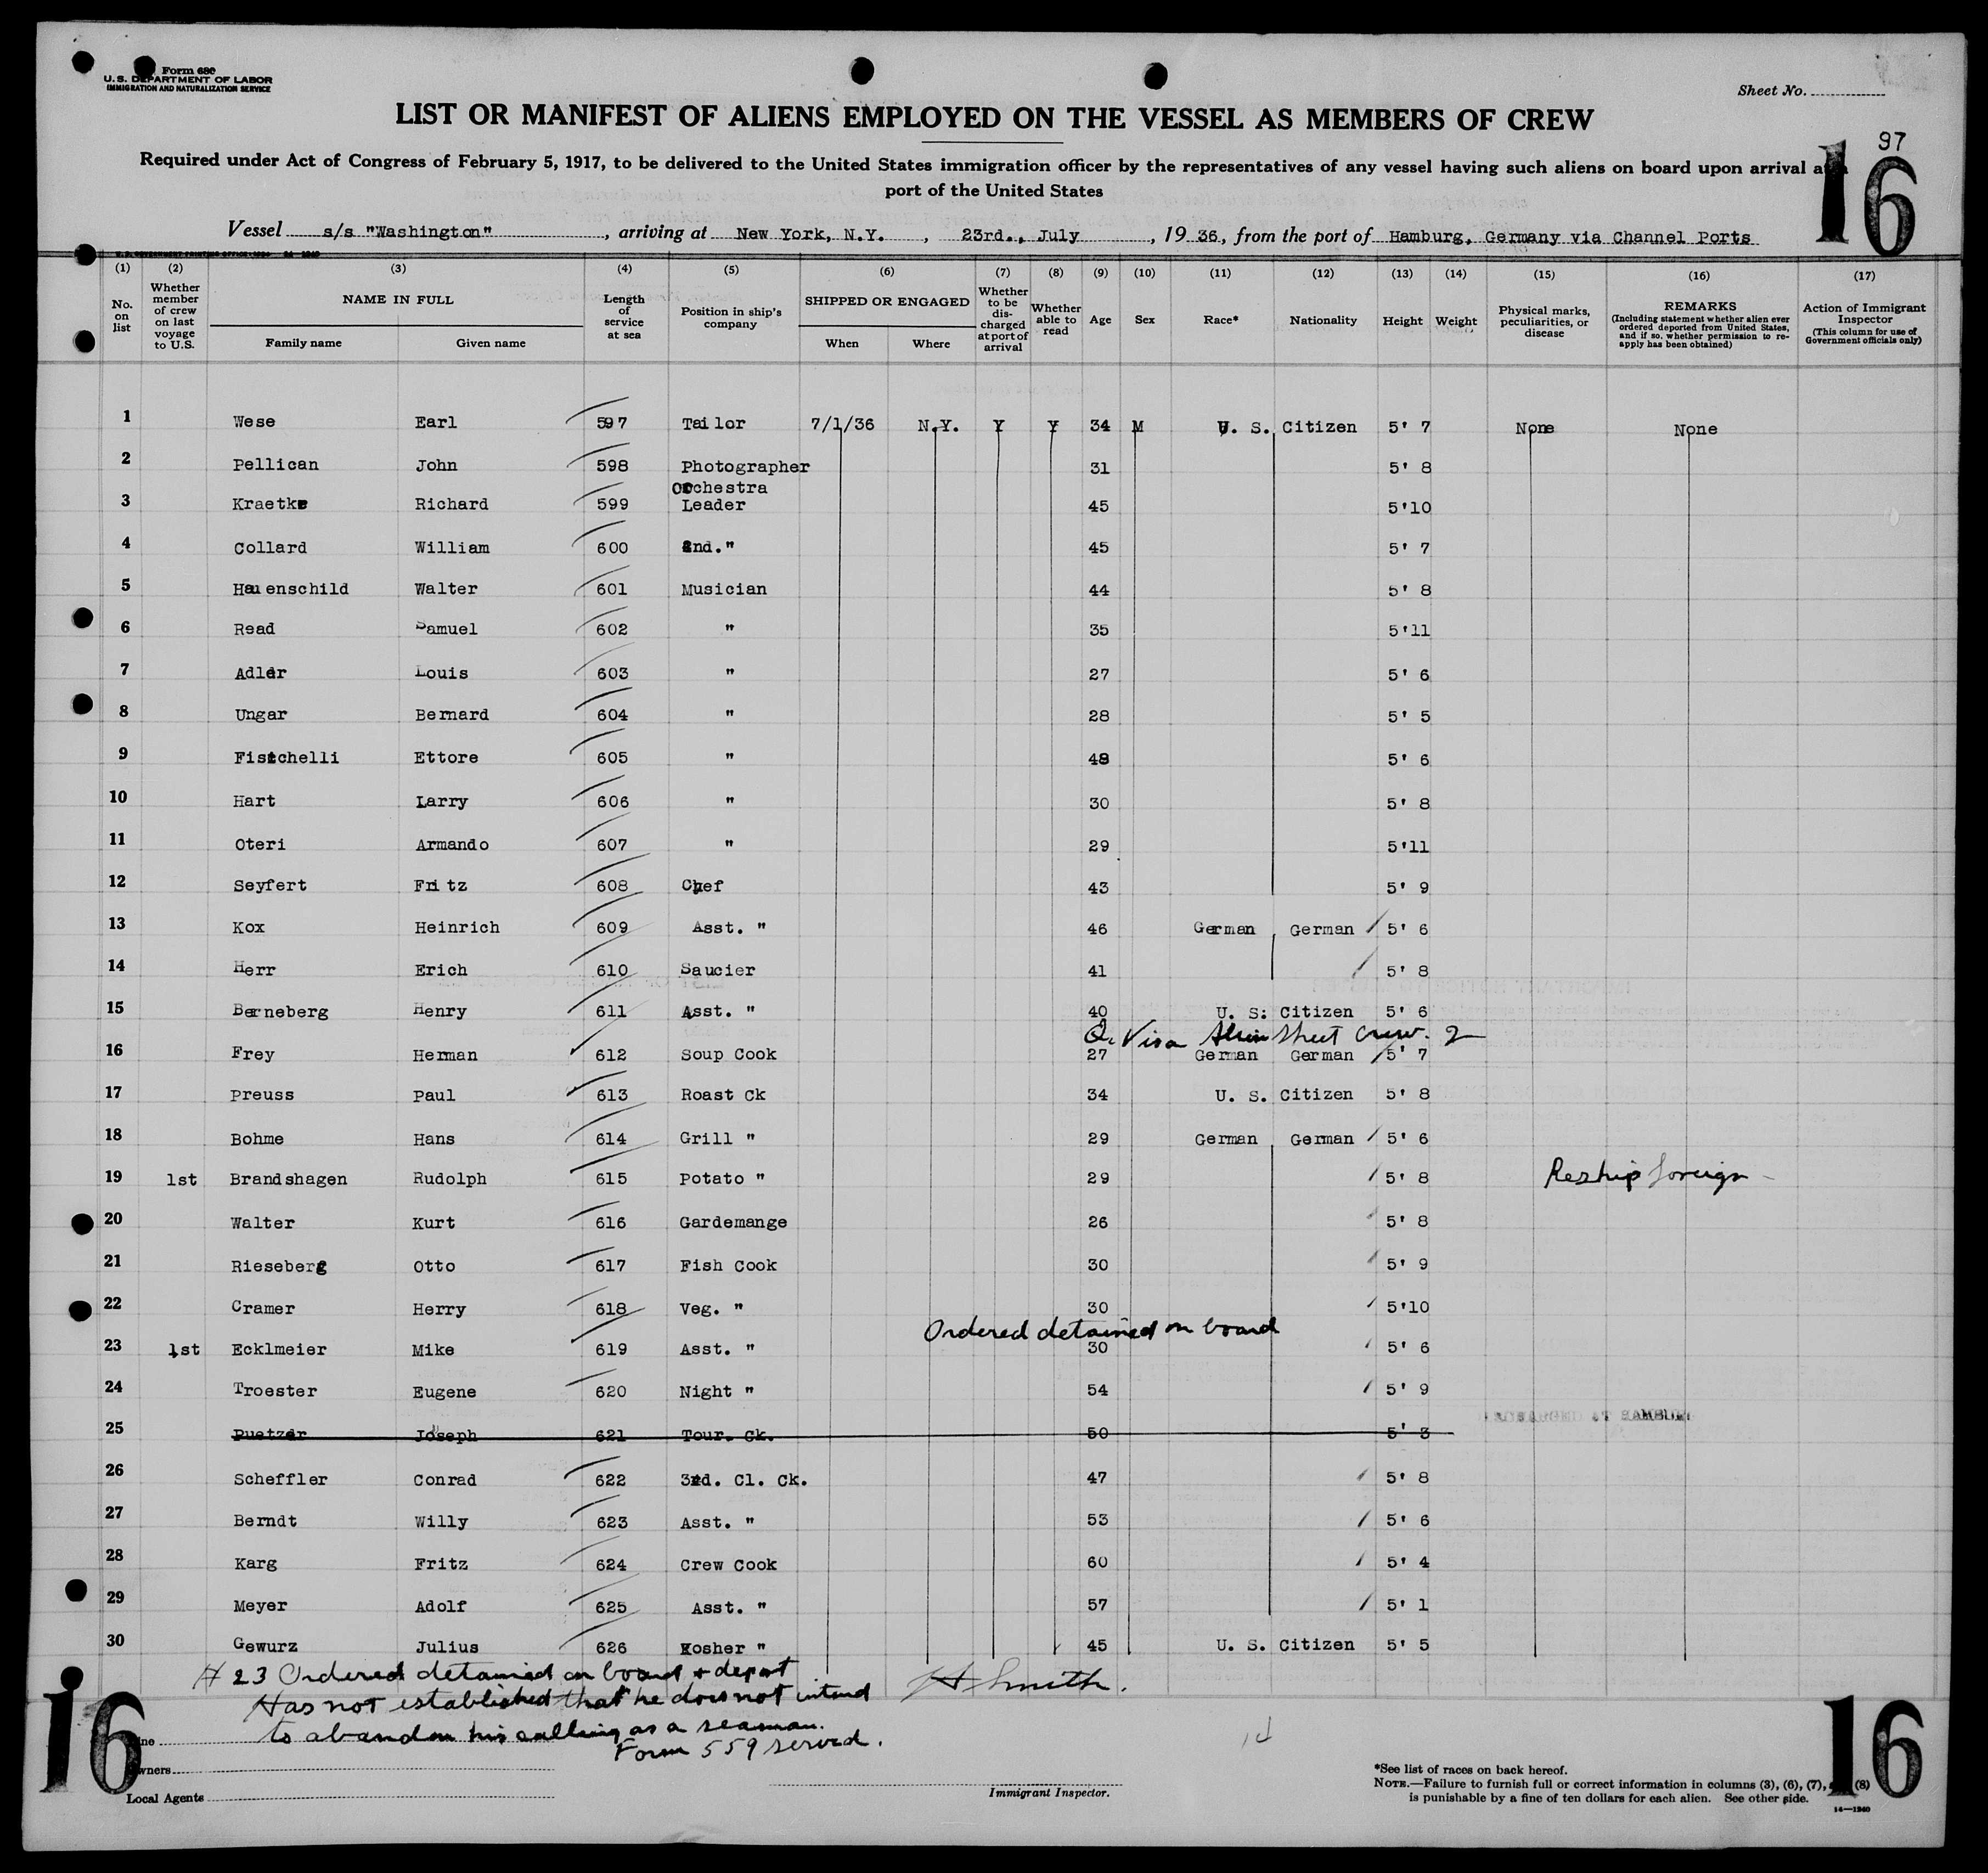 Form 680
U. S. DEPARTMENT OF LABOR
IMMIGRATION AND NATURALIZATION SERVICE
Sheet No.
LIST OR MANIFEST OF ALIENS EMPLOYED ON THE VESSEL AS MEMBERS OF CREW
97
16
Required under Act of Congress of February 5, 1917, to be delivered to the United States immigration officer by the representatives of any vessel having such aliens on board upon arrival at a
port of the United States
Vessel s/s "Washington", arriving at New York, N.Y., 23rd., July, 19 36, from the port of Hamburg, Germany via Channel Ports
(1) (2) (3) (4) (5) (6) (7) (8) (9) (10) (11) (12) (13) (14) (15) (16) (17)
No. on list Whether member of crew on last voyage to U.S. NAME IN FULL Family name Given name Length of service at sea Position in ship's company SHIPPED OR ENGAGED When Where Whether to be discharged at port of arrival Whether able to read Age Sex Race* Nationality Height Weight Physical marks, peculiarities, or disease REMARKS (Including statement whether alien ever ordered deported from United States, and if so, whether permission to reapply has been obtained) Action of Immigrant Inspector (This column for use of Government officials only)
1 Wese Earl 597 Tailor 7/1/36 N.Y. Y Y 34 M U. S. Citizen 5' 7 None None
2 Pellican John 598 Photographer 31 5' 8
3 Kraetke Richard 599 Orchestra Leader 45 5'10
4 Collard William 600 2nd." 45 5' 7
5 Hauenschild Walter 601 Musician 44 5' 8
6 Read Samuel 602 " 35 5'11
7 Adler Louis 603 " 27 5' 6
8 Ungar Bernard 604 " 28 5' 5
9 Fistchelli Ettore 605 " 48 5' 6
10 Hart Larry 606 " 30 5' 8
11 Oteri Armando 607 " 29 5'11
12 Seyfert Fritz 608 Chef 43 5' 9
13 Kox Heinrich 609 Asst. " 46 German German 5' 6
14 Herr Erich 610 Saucier 41 5' 8
15 Berneberg Henry 611 Asst. " 40 U. S. Citizen 5' 6
Visa Alien Sheet Crew. 2
16 Frey Herman 612 Soup Cook 27 German German 5' 7
17 Preuss Paul 613 Roast Ck 34 U. S. Citizen 5' 8
18 Bohme Hans 614 Grill " 29 German German 5' 6
19 1st Brandshagen Rudolph 615 Potato " 29 5' 8 Reship foreign
20 Walter Kurt 616 Gardemange 26 5' 8
21 Rieseberg Otto 617 Fish Cook 30 5' 9
22 Cramer Herry 618 Veg. " 30 5'10
Ordered detained on board
23 1st Ecklmeier Mike 619 Asst. " 30 5' 6
24 Troester Eugene 620 Night " 54 5' 9
25 Puetzer Joseph 621 Tour. Ck. 50 5' 3
26 Scheffler Conrad 622 3rd. Cl. Ck. 47 5' 8
27 Berndt Willy 623 Asst. " 53 5' 6
28 Karg Fritz 624 Crew Cook 60 5' 4
29 Meyer Adolf 625 Asst. " 57 5' 1
30 Gewurz Julius 626 Kosher " 45 U. S. Citizen 5' 5
# 23 Ordered detained on board + deport
Has not established that he does not intend
to abandon his calling as a seaman.
Form 559 served.
H Smith.
16
Local Agents
Immigrant Inspector.
*See list of races on back hereof.
NOTE.—Failure to furnish full or correct information in columns (3), (6), (7), (8)
is punishable by a fine of ten dollars for each alien. See other side.
14—1240
16